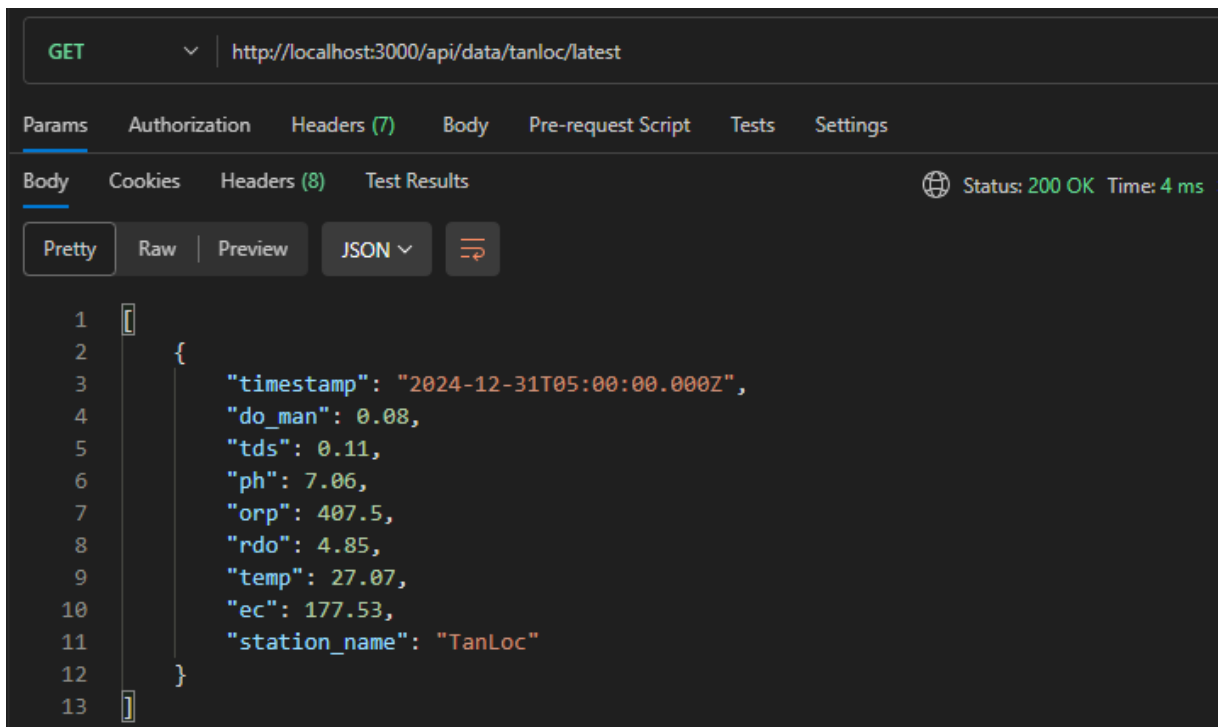 GET http://localhost:3000/api/data/tanloc/latest
Params Authorization Headers (7) Body Pre-request Script Tests Settings
Body Cookies Headers (8) Test Results Status: 200 OK Time: 4 ms
Pretty Raw Preview JSON
1 [
2 {
3 "timestamp": "2024-12-31T05:00:00.000Z",
4 "do_man": 0.08,
5 "tds": 0.11,
6 "ph": 7.06,
7 "orp": 407.5,
8 "rdo": 4.85,
9 "temp": 27.07,
10 "ec": 177.53,
11 "station_name": "TanLoc"
12 }
13 ]